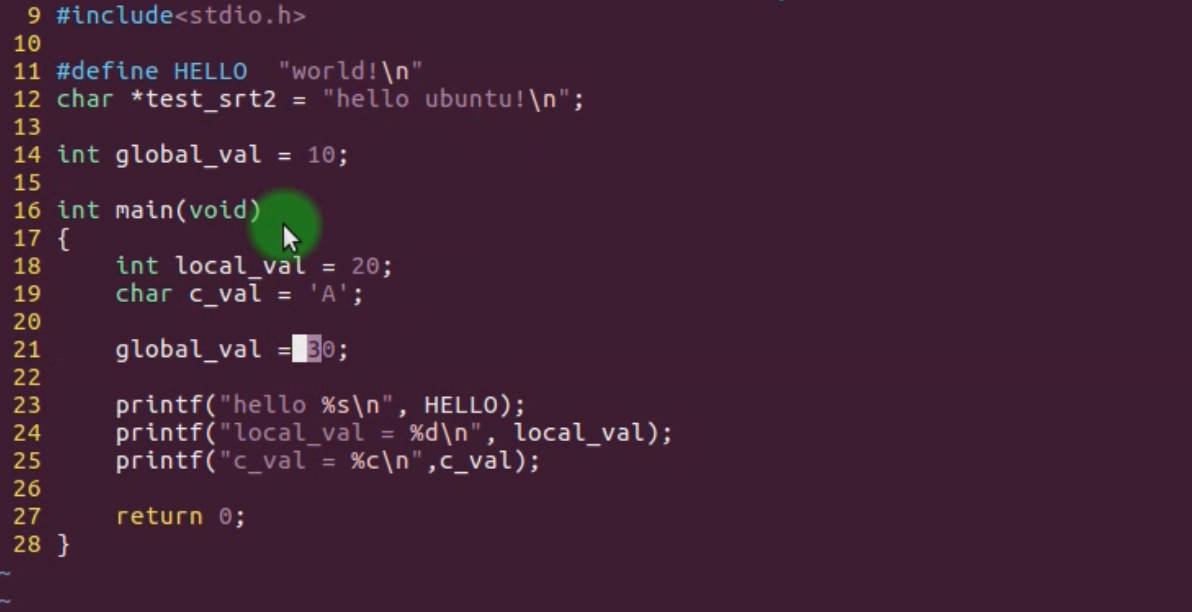 9 #include<stdio.h>
10
11 #define HELLO  "world!\n"
12 char *test_srt2 = "hello ubuntu!\n";
13
14 int global_val = 10;
15
16 int main(void)
17 {
18     int local_val = 20;
19     char c_val = 'A';
20
21     global_val = 30;
22
23     printf("hello %s\n", HELLO);
24     printf("local_val = %d\n", local_val);
25     printf("c_val = %c\n",c_val);
26
27     return 0;
28 }
~
~